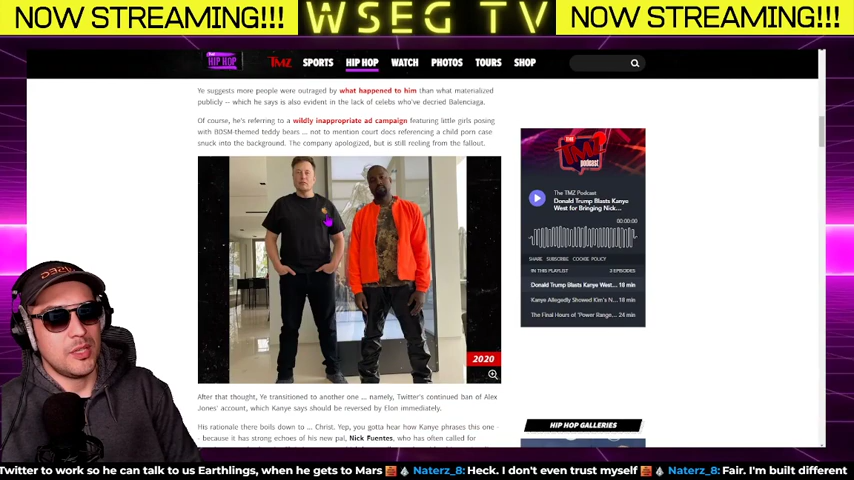 NOW STREAMING!!! WSEG TV NOW STREAMING!!!
HIP HOP TMZ SPORTS HIP HOP WATCH PHOTOS TOURS SHOP
Ye suggests more people were outraged by what happened to him than what materialized
publicly -- which he says is also evident in the lack of celebs who've decried Balenciaga.
Of course, he's referring to a wildly inappropriate ad campaign featuring little girls posing
with BDSM-themed teddy bears ... not to mention court docs referencing a child porn case
snuck into the background. The company apologized, but is still reeling from the fallout.
2020
After that thought, Ye transitioned to another one ... namely, Twitter's continued ban of Alex
Jones' account, which Kanye says should be reversed by Elon immediately.
His rationale there boils down to ... Christ. Yep, you gotta hear how Kanye phrases this one -
- because it has strong echoes of his new pal, Nick Fuentes, who has often called for
THE TMZ PODCAST
The TMZ Podcast
Donald Trump Blasts Kanye
West for Bringing Nick...
00:00:00
SHARE SUBSCRIBE COOKIE POLICY
IN THIS PLAYLIST 3 EPISODES
Donald Trump Blasts Kanye West... 18 min
Kanye Allegedly Showed Kim's N... 18 min
The Final Hours of 'Power Range... 24 min
HIP HOP GALLERIES
Twitter to work so he can talk to us Earthlings, when he gets to Mars Naterz_8: Heck. I don't even trust myself Naterz_8: Fair. I'm built different